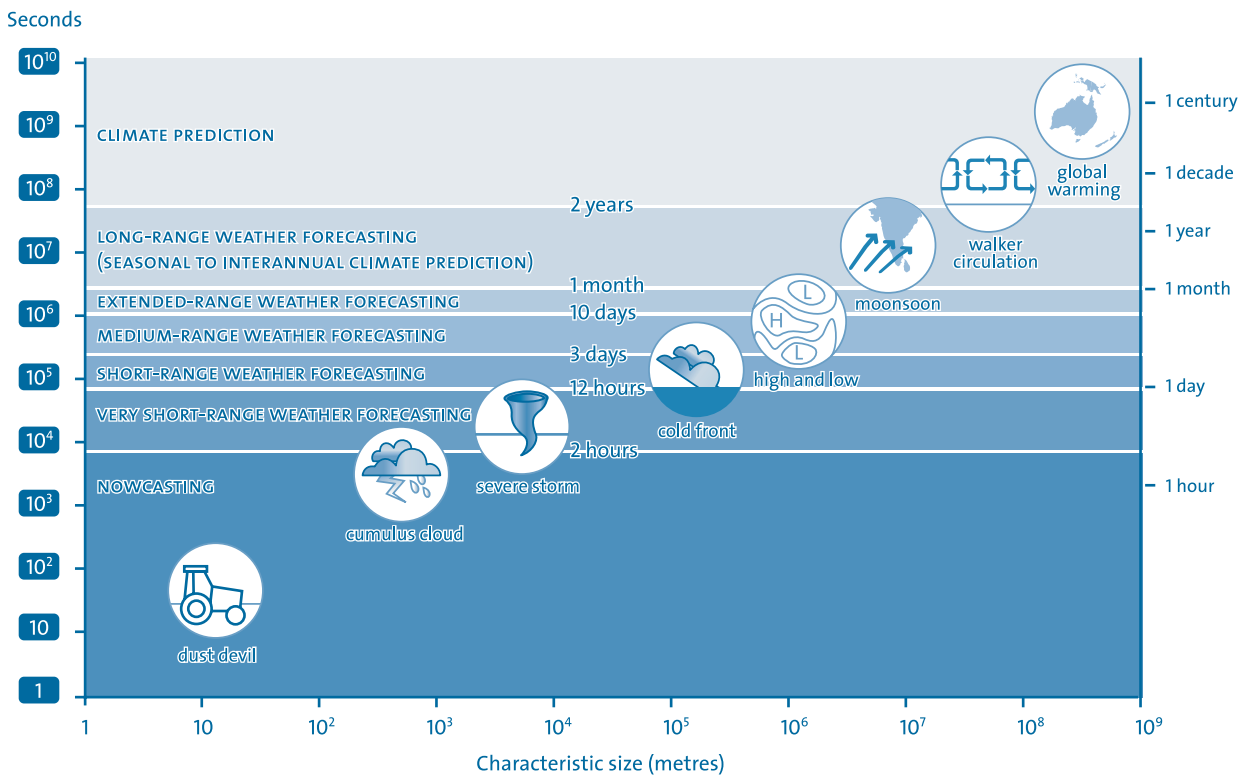 Seconds
10¹⁰
10⁹
10⁸
10⁷
10⁶
10⁵
10⁴
10³
10²
10
1
CLIMATE PREDICTION
2 years
LONG-RANGE WEATHER FORECASTING
(SEASONAL TO INTERANNUAL CLIMATE PREDICTION)
1 month
EXTENDED-RANGE WEATHER FORECASTING
10 days
MEDIUM-RANGE WEATHER FORECASTING
3 days
SHORT-RANGE WEATHER FORECASTING
12 hours
VERY SHORT-RANGE WEATHER FORECASTING
2 hours
NOWCASTING
global
warming
walker
circulation
moonsoon
L
H
L
high and low
cold front
severe storm
cumulus cloud
dust devil
1 century
1 decade
1 year
1 month
1 day
1 hour
1 10 10² 10³ 10⁴ 10⁵ 10⁶ 10⁷ 10⁸ 10⁹
Characteristic size (metres)